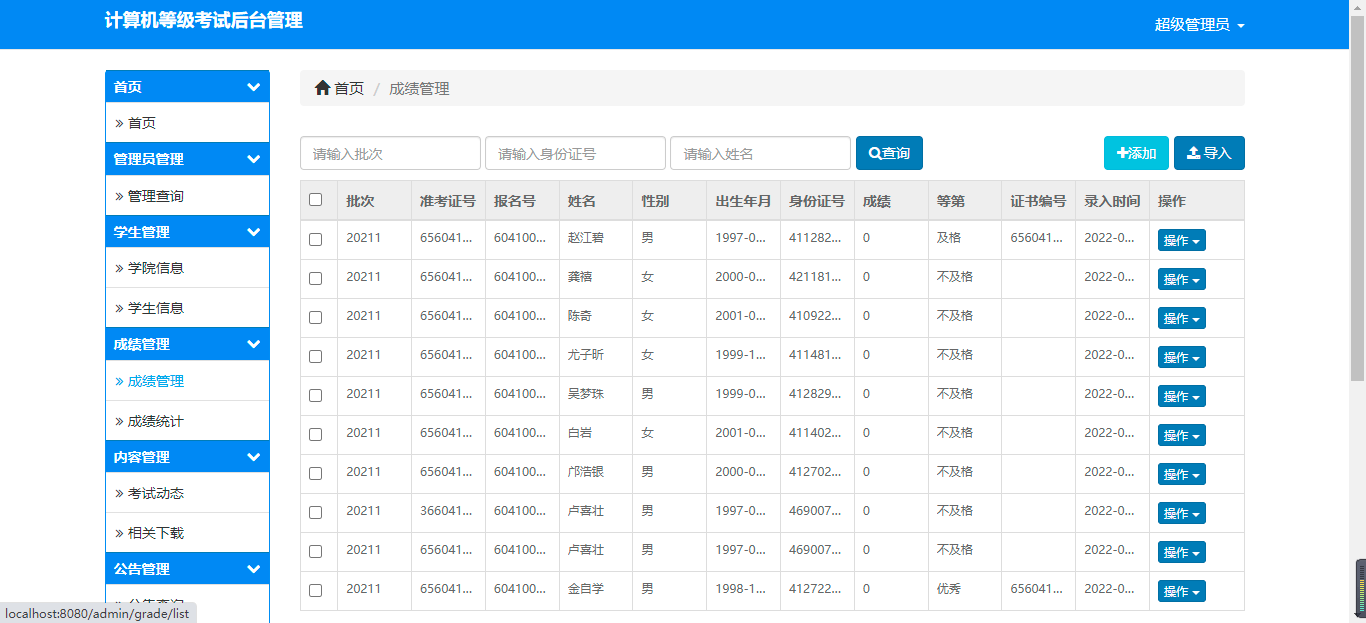 计算机等级考试后台管理
超级管理员
首页
首页
管理员管理
管理查询
学生管理
学院信息
学生信息
成绩管理
成绩管理
成绩统计
内容管理
考试动态
相关下载
公告管理
首页 / 成绩管理
请输入批次 请输入身份证号 请输入姓名 查询 添加 导入
批次 准考证号 报名号 姓名 性别 出生年月 身份证号 成绩 等第 证书编号 录入时间 操作
20211 656041... 604100... 赵江碧 男 1997-0... 411282... 0 及格 656041... 2022-0... 操作
20211 656041... 604100... 龚禧 女 2000-0... 421181... 0 不及格 2022-0... 操作
20211 656041... 604100... 陈奇 女 2001-0... 410922... 0 不及格 2022-0... 操作
20211 656041... 604100... 尤子昕 女 1999-1... 411481... 0 不及格 2022-0... 操作
20211 656041... 604100... 吴梦珠 男 1999-0... 412829... 0 不及格 2022-0... 操作
20211 656041... 604100... 白岩 女 2001-0... 411402... 0 不及格 2022-0... 操作
20211 656041... 604100... 邝浩银 男 2000-0... 412702... 0 不及格 2022-0... 操作
20211 366041... 604100... 卢喜壮 男 1997-0... 469007... 0 不及格 2022-0... 操作
20211 656041... 604100... 卢喜壮 男 1997-0... 469007... 0 不及格 2022-0... 操作
20211 656041... 604100... 金自学 男 1998-1... 412722... 0 优秀 656041... 2022-0... 操作
localhost:8080/admin/grade/list